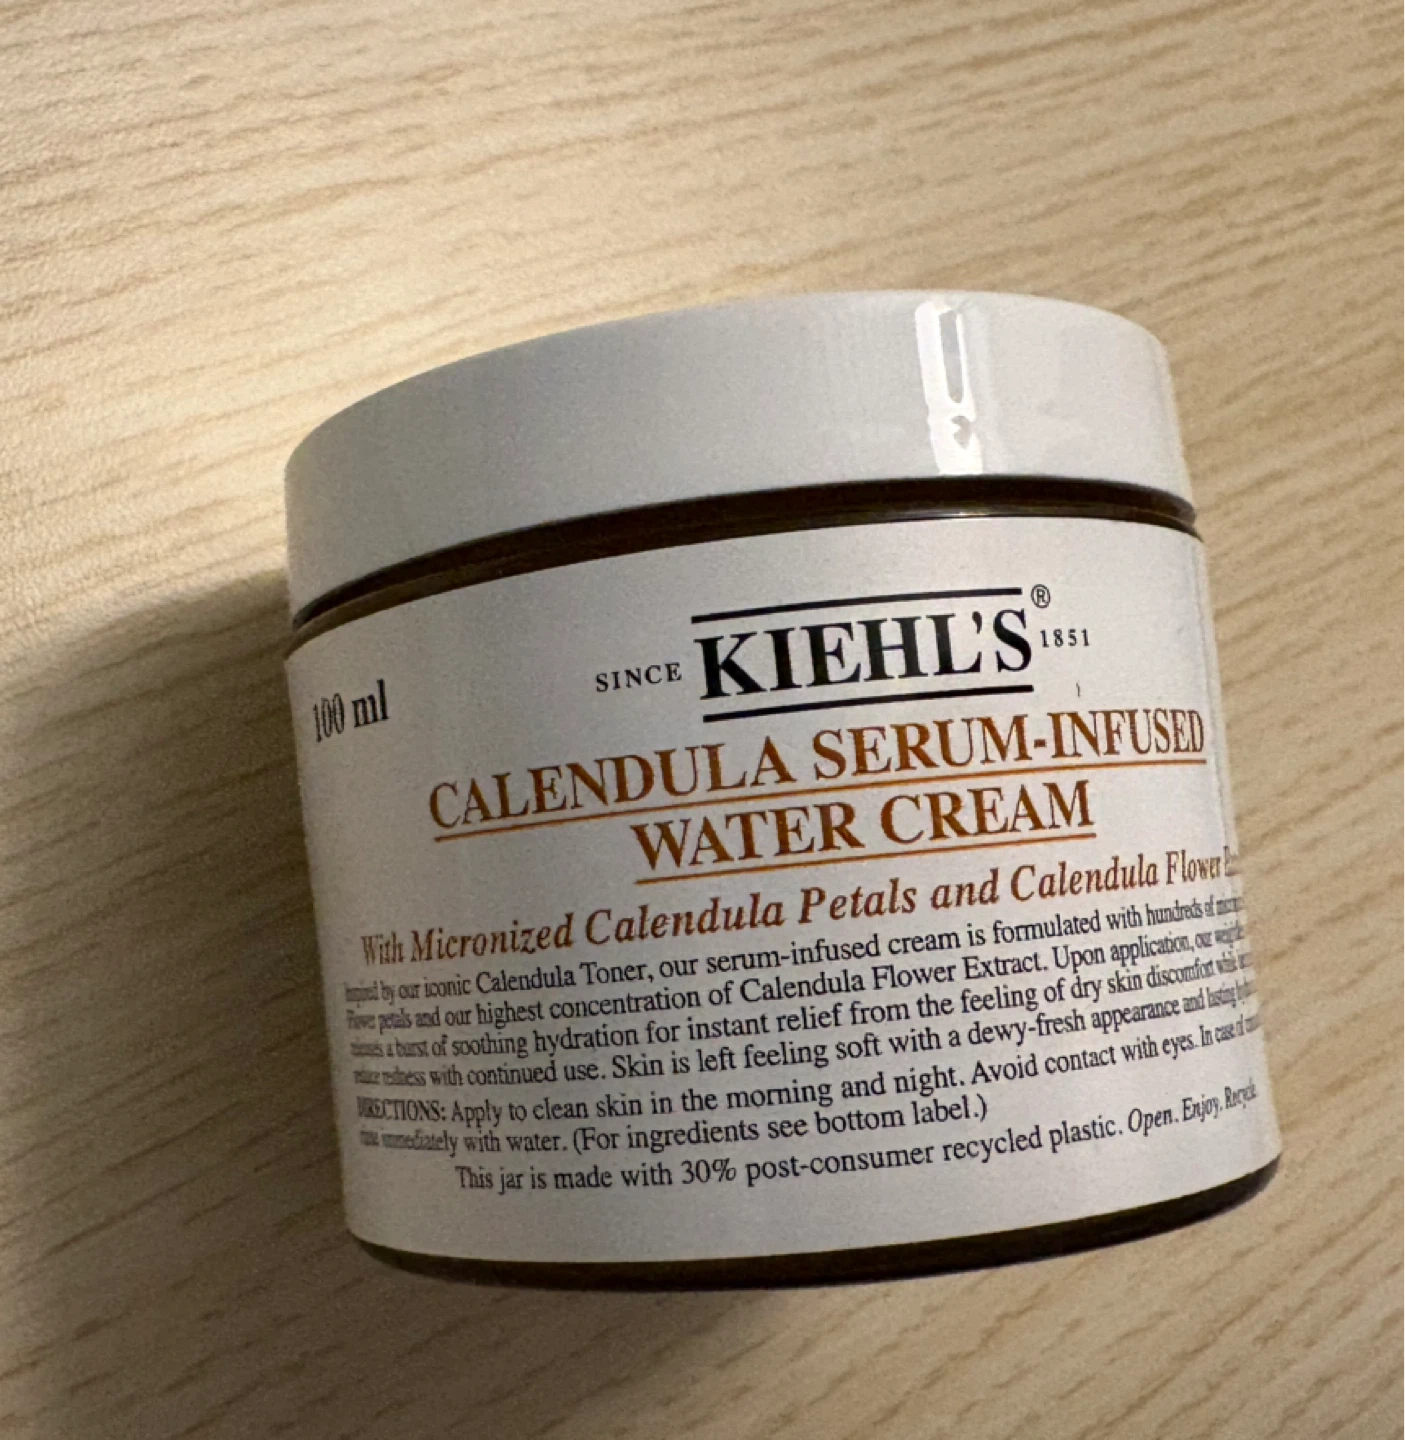 100 ml
SINCE KIEHL'S® 1851
CALENDULA SERUM-INFUSED
WATER CREAM
With Micronized Calendula Petals and Calendula Flower
by our iconic Calendula Toner, our serum-infused cream is formulated with hundreds of
Flower petals and our highest concentration of Calendula Flower Extract. Upon application, our
a burst of soothing hydration for instant relief from the feeling of dry skin discomfort while
redness with continued use. Skin is left feeling soft with a dewy-fresh appearance and lasting
DIRECTIONS: Apply to clean skin in the morning and night. Avoid contact with eyes. In case of
immediately with water. (For ingredients see bottom label.)
This jar is made with 30% post-consumer recycled plastic. Open. Enjoy. Recycle.